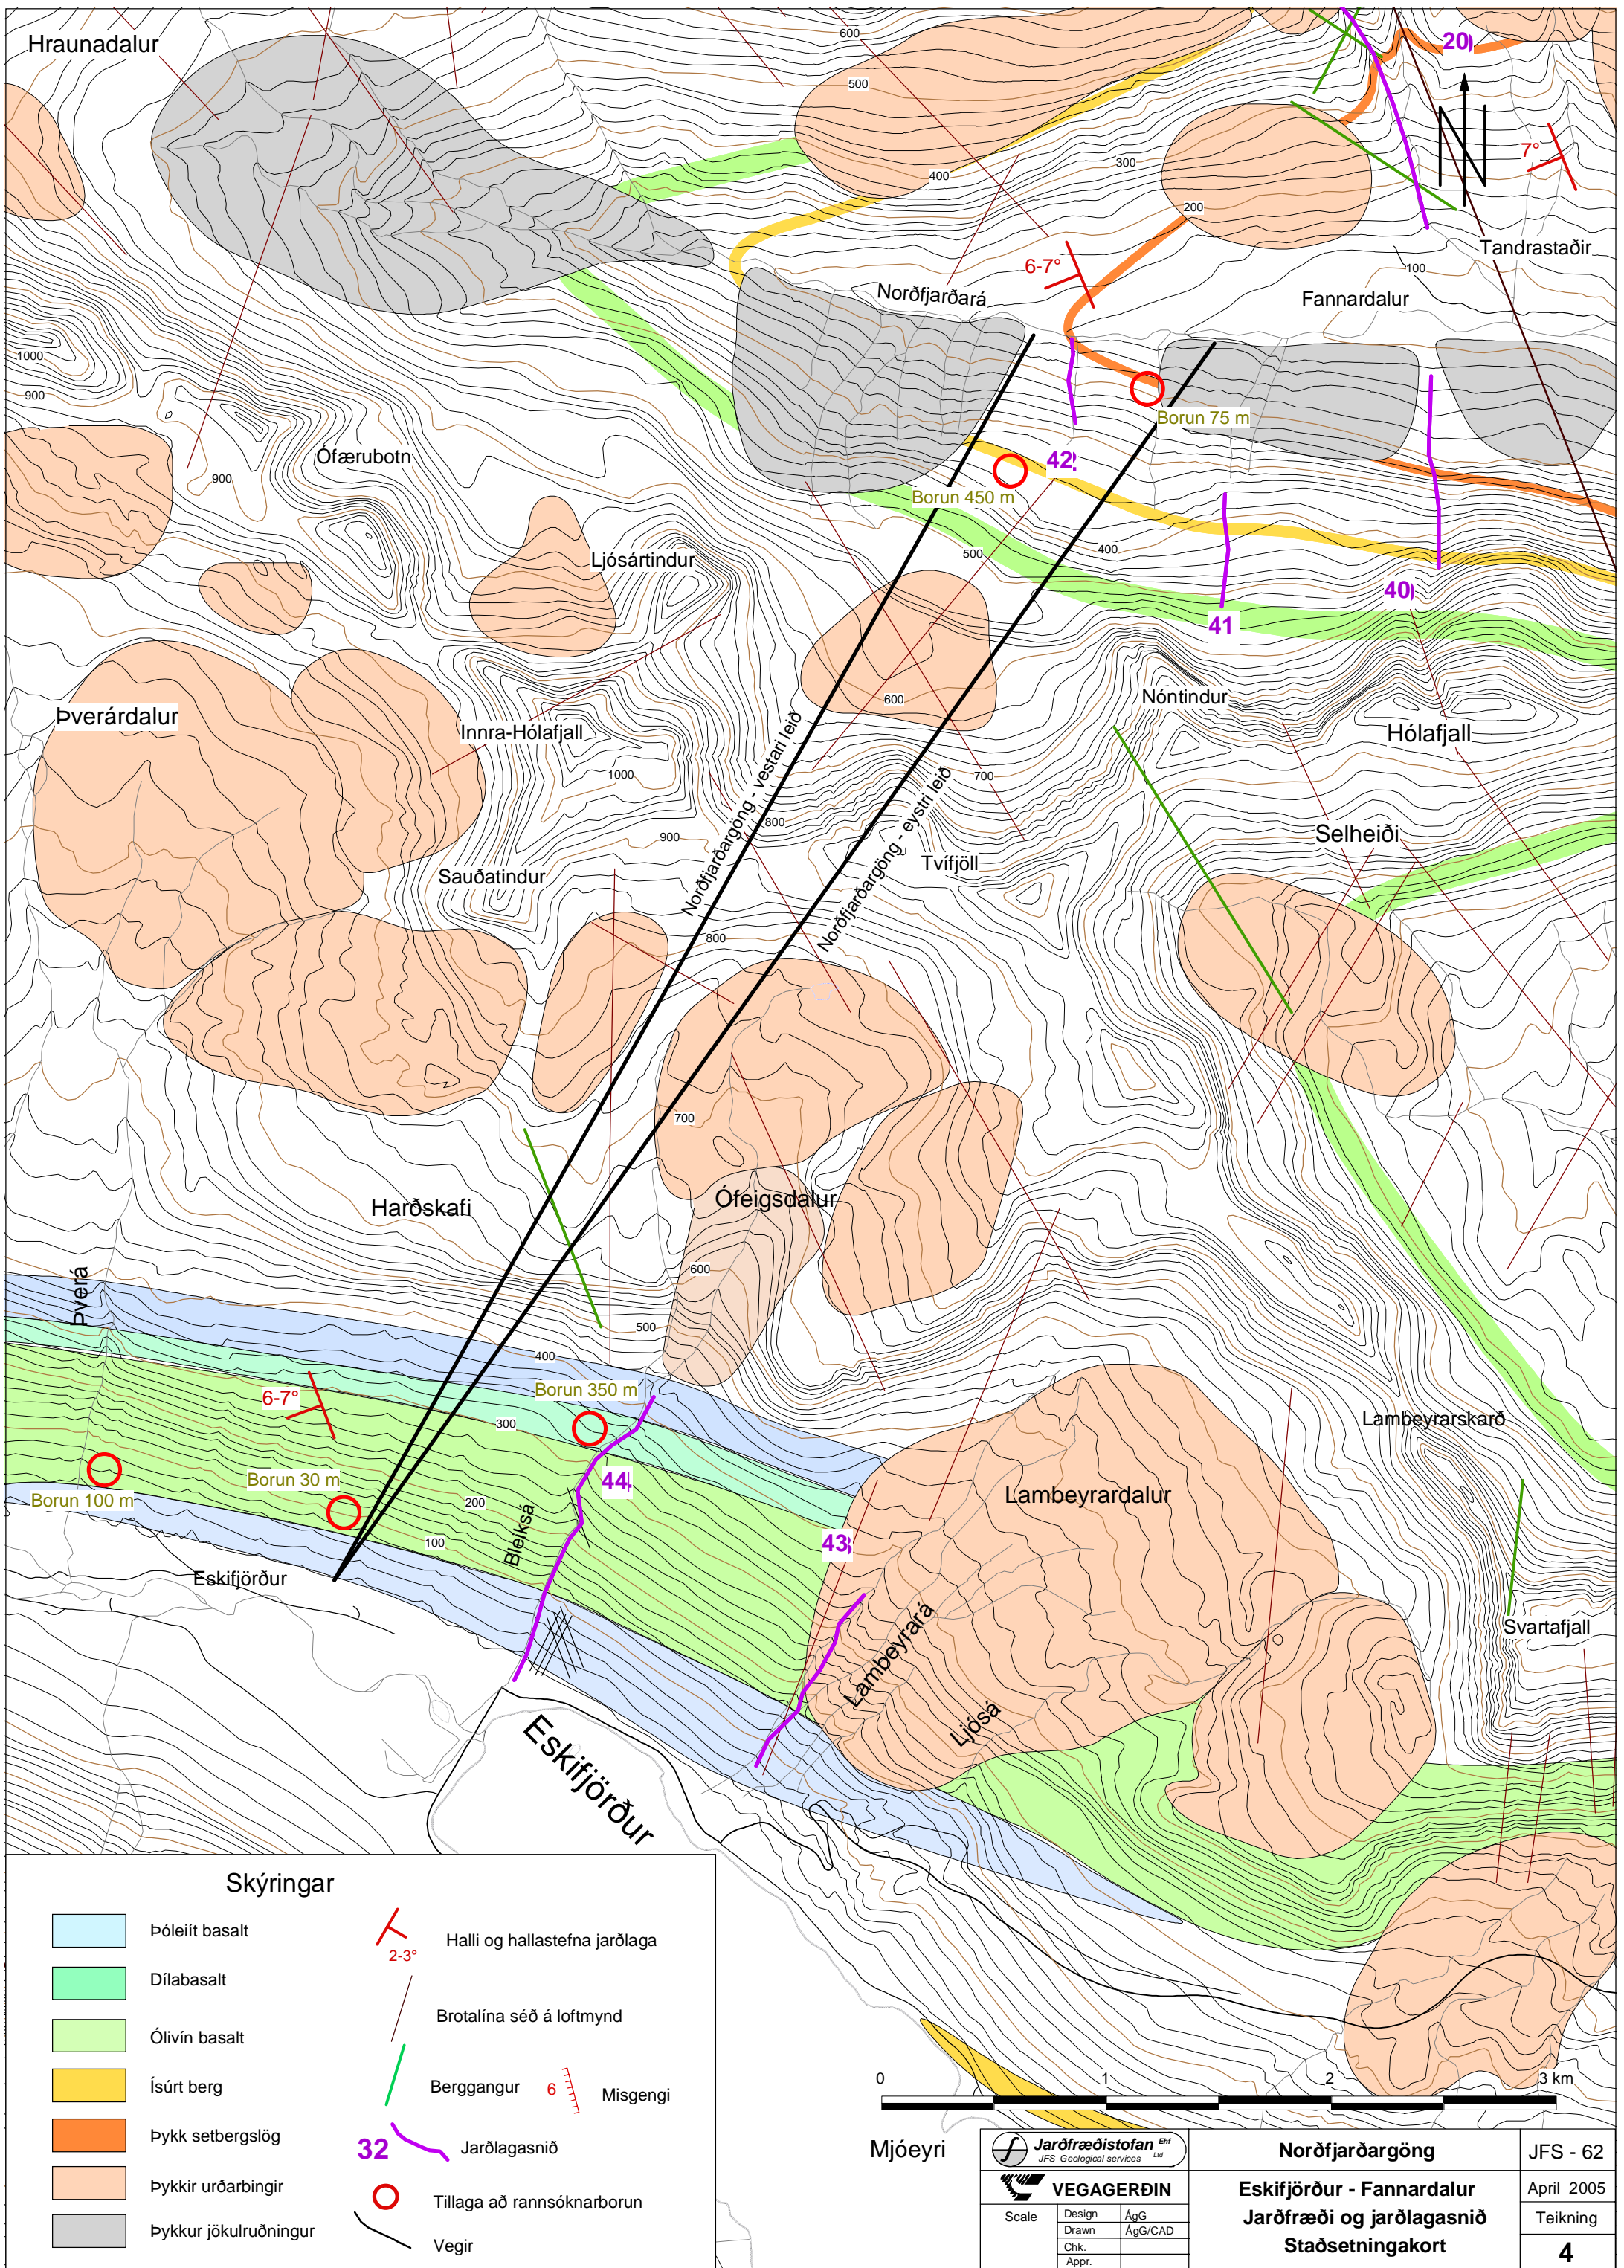 Hraunadalur
600
20
500
7°
400
300
200
Tandrastaðir
6-7°
100
Norðfjarðará
Fannardalur
1000
900
Borun 75 m
Ófærubotn
42
900
Borun 450 m
Ljósártindur
500
400
40
41
Þverárdalur
Innra-Hólafjall
600
Nóntindur
Hólafjall
1000
700
Norðfjarðargöng - vestari leið
Norðfjarðargöng - eystri leið
900
800
Selheiði
Sauðatindur
Tvífjöll
800
700
Harðskafi
Ófeigsdalur
Þverá
600
500
400
6-7°
Borun 350 m
300
Lambeyrarskarð
Borun 100 m
Borun 30 m
44
Lambeyrardalur
200
Bleiksá
100
43
Eskifjörður
Lambeyrará
Svartafjall
Ljósá
Eskifjörður
Skýringar
Þóleiít basalt
Halli og hallastefna jarðlaga
2-3°
Dílabasalt
Brotalína séð á loftmynd
Ólivín basalt
Ísúrt berg
Berggangur
6
Misgengi
Þykk setbergslög
32
Jarðlagasnið
Þykkir urðarbingir
Tillaga að rannsóknarborun
Þykkur jökulruðningur
Vegir
0 1 2 3 km
Mjóeyri
Jarðfræðistofan Ehf
JFS Geological services Ltd
VEGAGERÐIN
Scale
Design ÁgG
Drawn ÁgG/CAD
Chk.
Appr.
Norðfjarðargöng
Eskifjörður - Fannardalur
Jarðfræði og jarðlagasnið
Staðsetningakort
JFS - 62
April 2005
Teikning
4